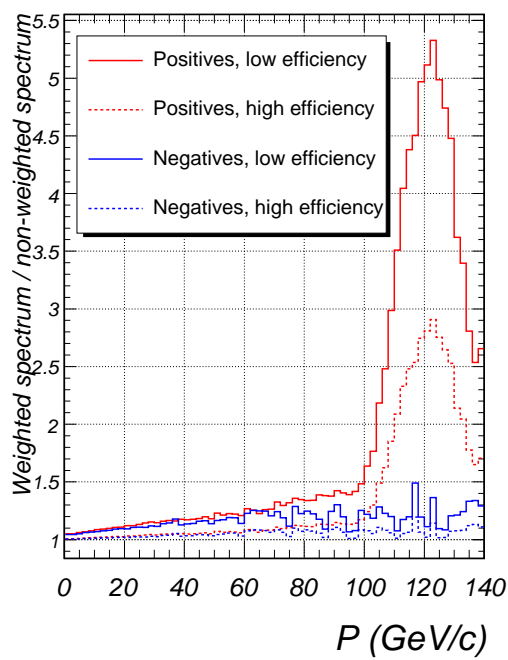 Weighted spectrum / non-weighted spectrum
5.5
5
4.5
4
3.5
3
2.5
2
1.5
1
Positives, low efficiency
Positives, high efficiency
Negatives, low efficiency
Negatives, high efficiency
0 20 40 60 80 100 120 140
P (GeV/c)